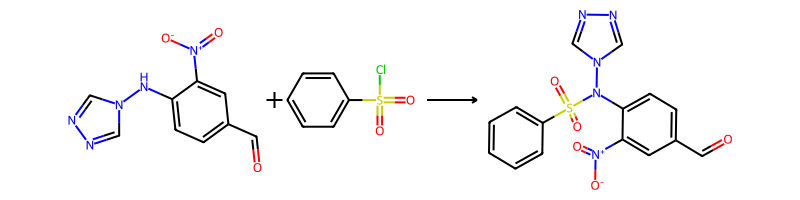 O⁻ N⁺ O
H
N
N N N
O
+
Cl
S O
O
N N
N
O S N
O
O N⁺
O⁻
O